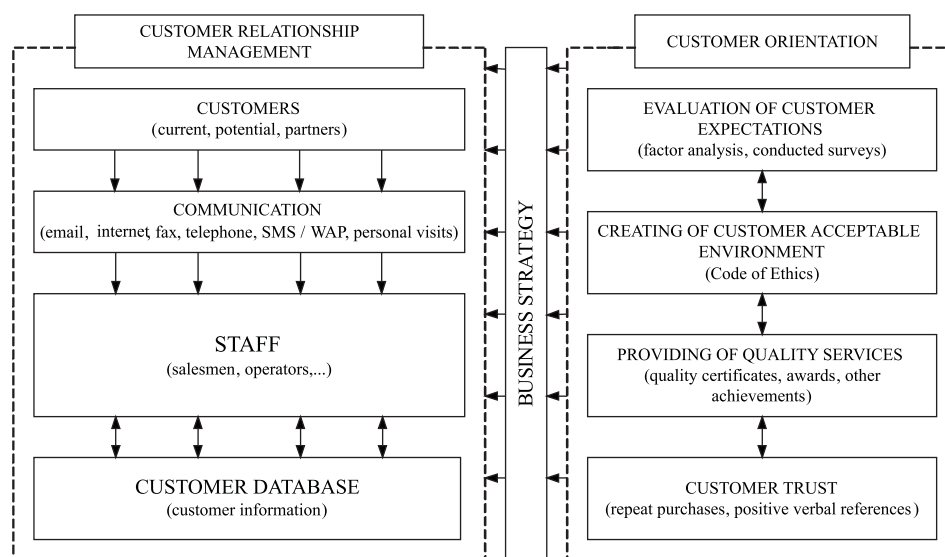 CUSTOMER RELATIONSHIP
MANAGEMENT
CUSTOMERS
(current, potential, partners)
COMMUNICATION
(email, internet, fax, telephone, SMS / WAP, personal visits)
STAFF
(salesmen, operators,...)
CUSTOMER DATABASE
(customer information)
BUSINESS STRATEGY
CUSTOMER ORIENTATION
EVALUATION OF CUSTOMER
EXPECTATIONS
(factor analysis, conducted surveys)
CREATING OF CUSTOMER ACCEPTABLE
ENVIRONMENT
(Code of Ethics)
PROVIDING OF QUALITY SERVICES
(quality certificates, awards, other
achievements)
CUSTOMER TRUST
(repeat purchases, positive verbal references)